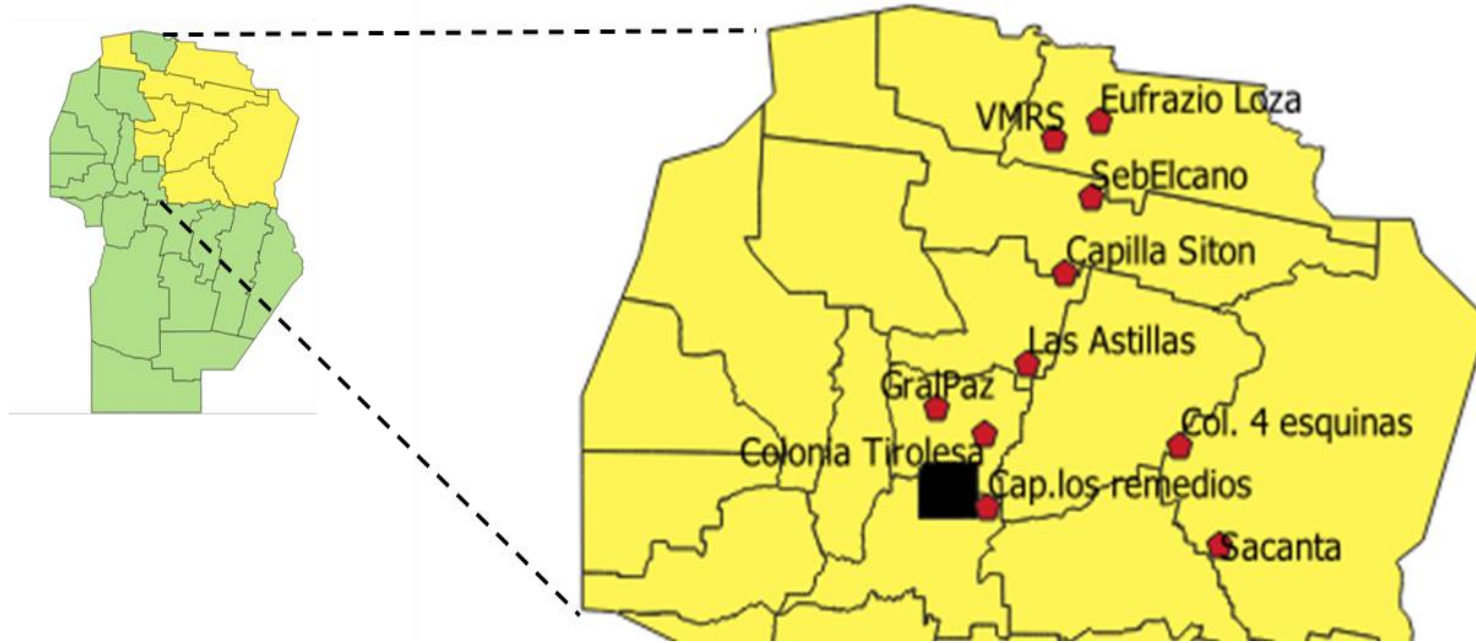 Eufrazio Loza
VMRS
SebElcano
Capilla Siton
Las Astillas
GralPaz
Col. 4 esquinas
Colonia Tirolesa
Cap.los remedios
Sacanta